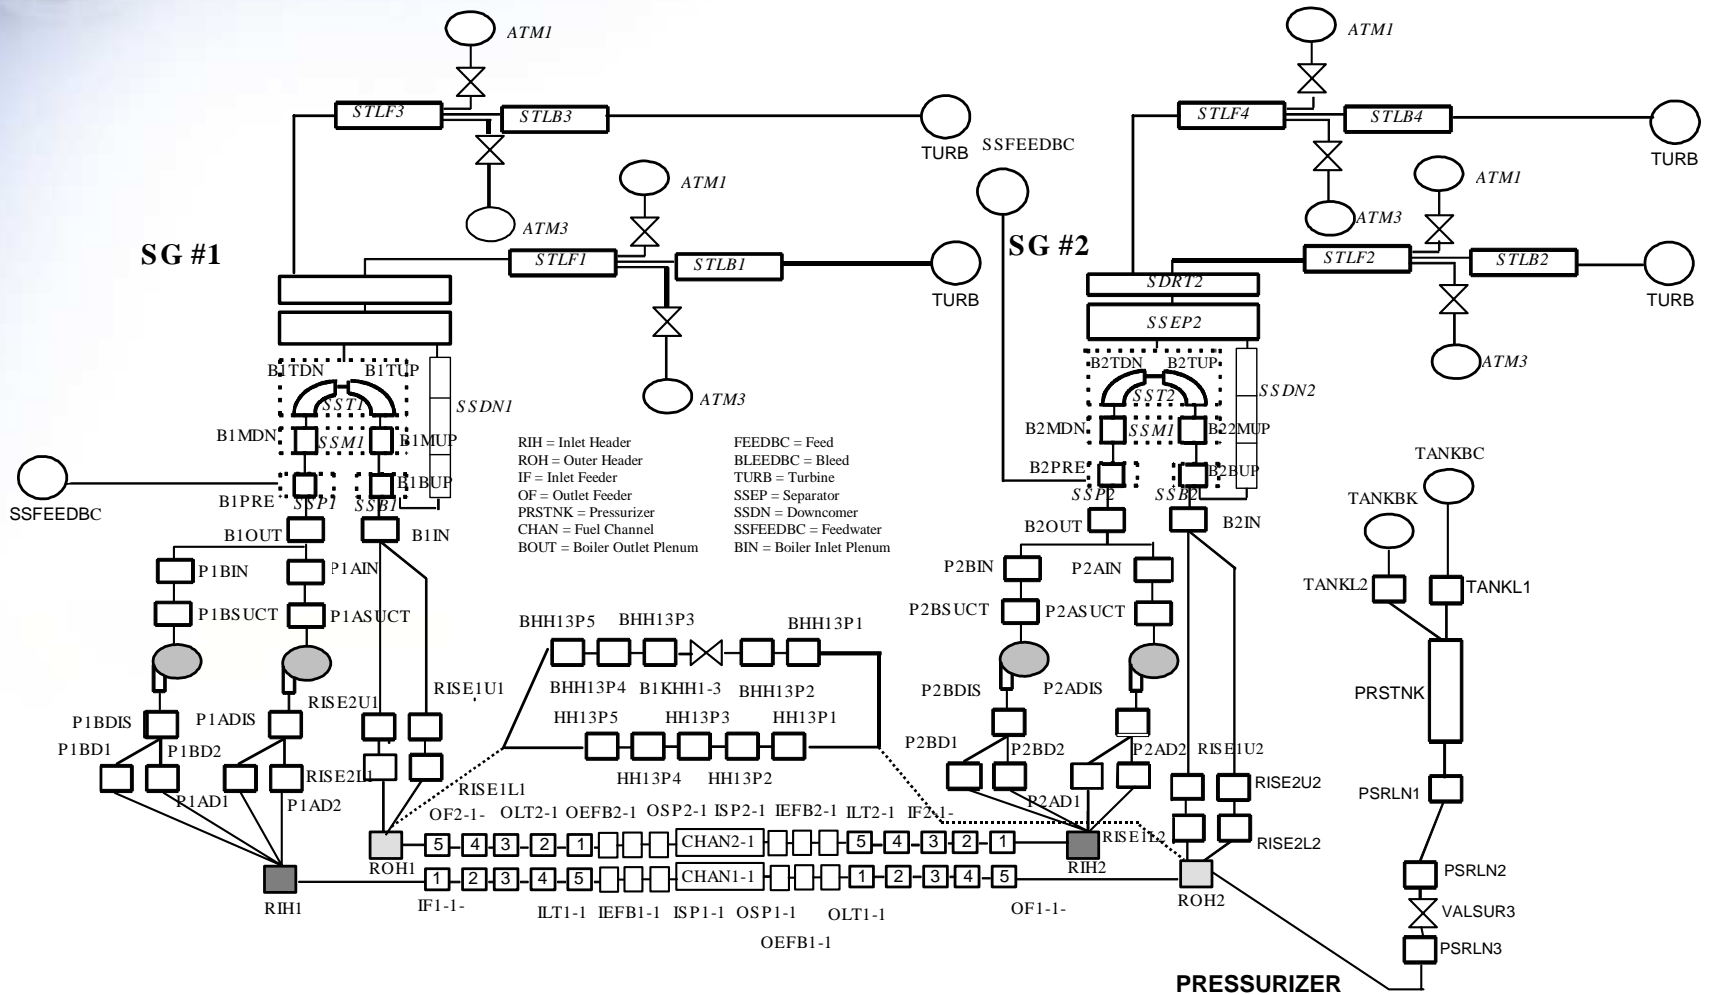 ATM1
ATM1
STLF3
STLB3
STLF4
STLB4
TURB
SSFEEDBC
TURB
ATM1
ATM1
ATM3
ATM3
SG #1
SG #2
STLF1
STLB1
STLF2
STLB2
TURB
SDRT2
TURB
SSEP2
ATM3
B1TDN
B1TUP
B2TDN
B2TUP
SST1
SSDN1
ATM3
SST2
SSDN2
B1MDN
SSM1
B1MUP
B2MDN
SSM1
B22MUP
RIH = Inlet Header
ROH = Outer Header
IF = Inlet Feeder
OF = Outlet Feeder
PRSTNK = Pressurizer
CHAN = Fuel Channel
BOUT = Boiler Outlet Plenum
FEEDBC = Feed
BLEEDBC = Bleed
TURB = Turbine
SSEP = Separator
SSDN = Downcomer
SSFEEDBC = Feedwater
BIN = Boiler Inlet Plenum
TANKBC
B1BUP
B2PRE
B2BUP
B1PRE
SSP1
SSB1
SSP2
SSB2
TANKBK
SSFEEDBC
B1OUT
B1IN
B2OUT
B2IN
P1BIN
P1AIN
P2BIN
P2AIN
TANKL2
TANKL1
P1BSUCT
P1ASUCT
P2BSUCT
P2ASUCT
BHH13P5
BHH13P3
BHH13P1
RISE1U1
BHH13P4
B1KHH1-3
BHH13P2
P2BDIS
P2ADIS
PRSTNK
RISE2U1
P1BDIS
P1ADIS
HH13P5
HH13P3
HH13P1
P1BD1
P1BD2
P2BD1
P2BD2
P2AD2
RISE1U2
RISE2L1
HH13P4
HH13P2
RISE2U2
PSRLN1
P1AD1
P1AD2
RISE1L1
P2AD1
OF2-1-
OLT2-1
OEFB2-1
OSP2-1
ISP2-1
IEFB2-1
ILT2-1
IF2-1-
RISE1L2
RISE2L2
5 4 3 2 1
CHAN2-1
5 4 3 2 1
ROH1
RIH2
PSRLN2
1 2 3 4 5
CHAN1-1
1 2 3 4 5
RIH1
IF1-1-
ILT1-1
IEFB1-1
ISP1-1
OSP1-1
OLT1-1
OF1-1-
ROH2
VALSUR3
OEFB1-1
PSRLN3
PRESSURIZER